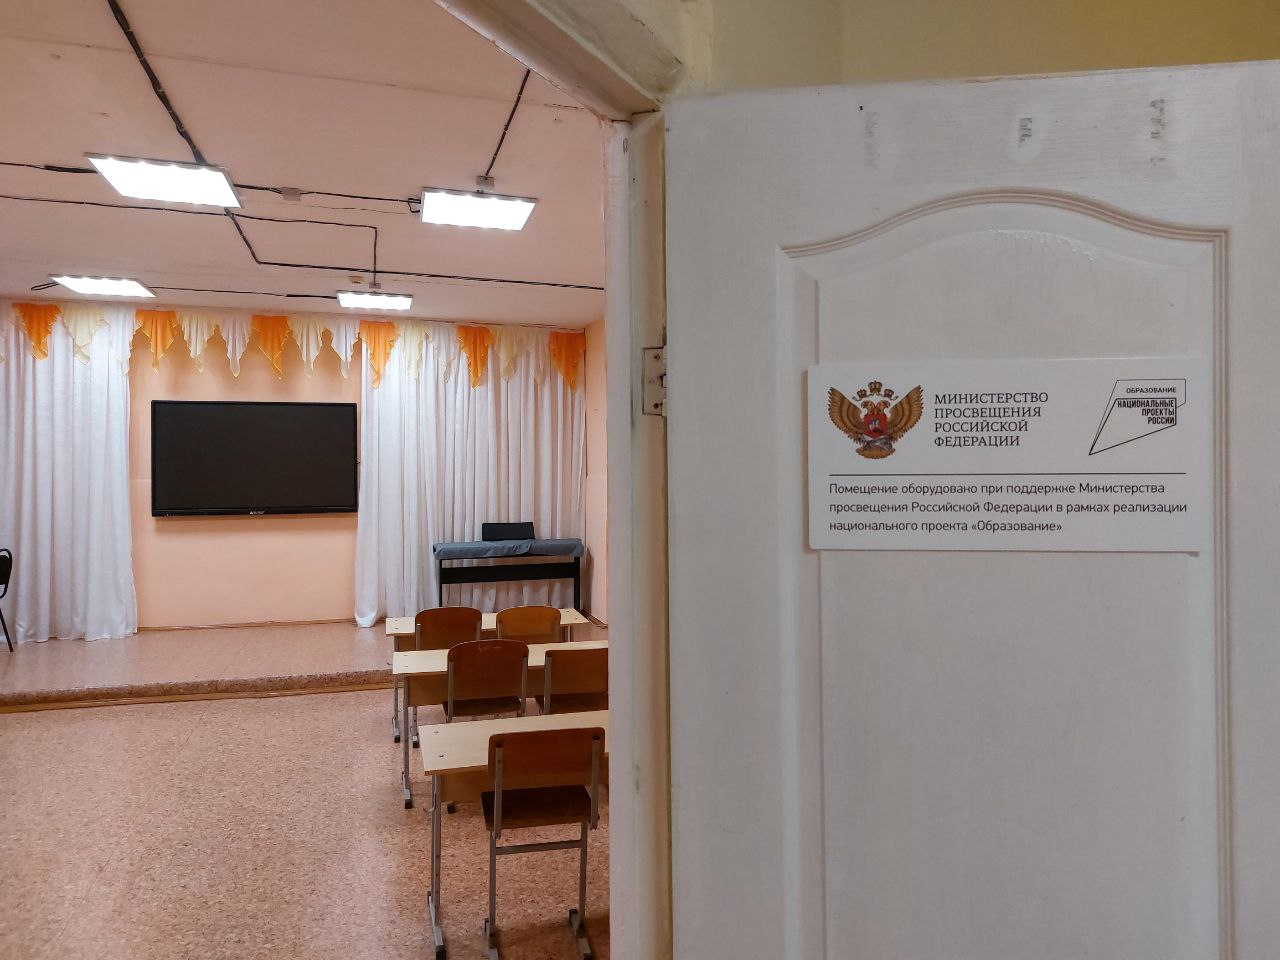 МИНИСТЕРСТВО
ПРОСВЕЩЕНИЯ
РОССИЙСКОЙ
ФЕДЕРАЦИИ
ОБРАЗОВАНИЕ
НАЦИОНАЛЬНЫЕ
ПРОЕКТЫ
РОССИИ
Помещение оборудовано при поддержке Министерства
просвещения Российской Федерации в рамках реализации
национального проекта «Образование»